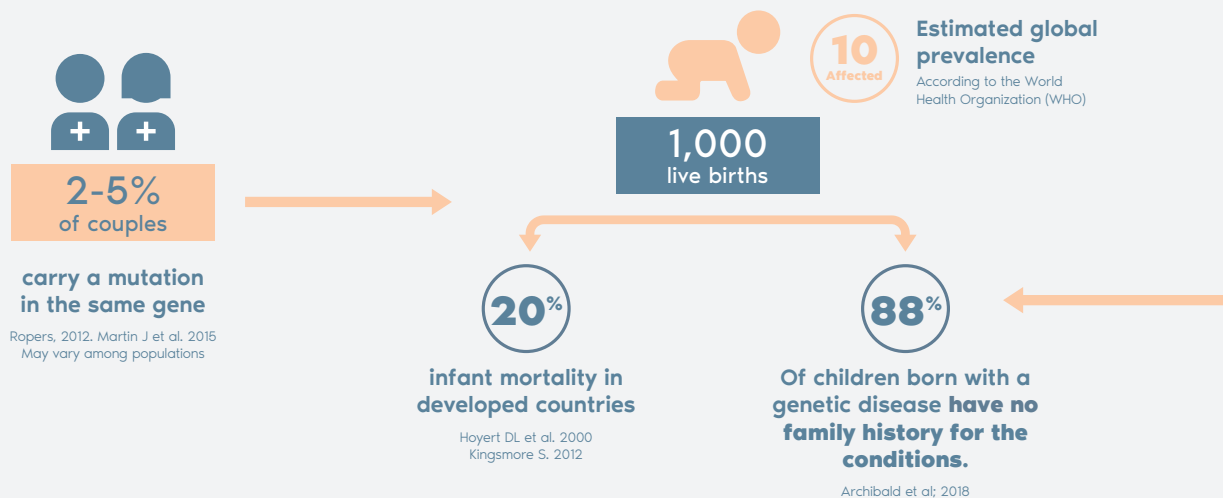 2-5%
of couples
carry a mutation
in the same gene
Ropers, 2012. Martin J et al. 2015
May vary among populations
10
Affected
Estimated global
prevalence
According to the World
Health Organization (WHO)
1,000
live births
20%
infant mortality in
developed countries
Hoyert DL et al. 2000
Kingsmore S. 2012
88%
Of children born with a
genetic disease have no
family history for the
conditions.
Archibald et al; 2018